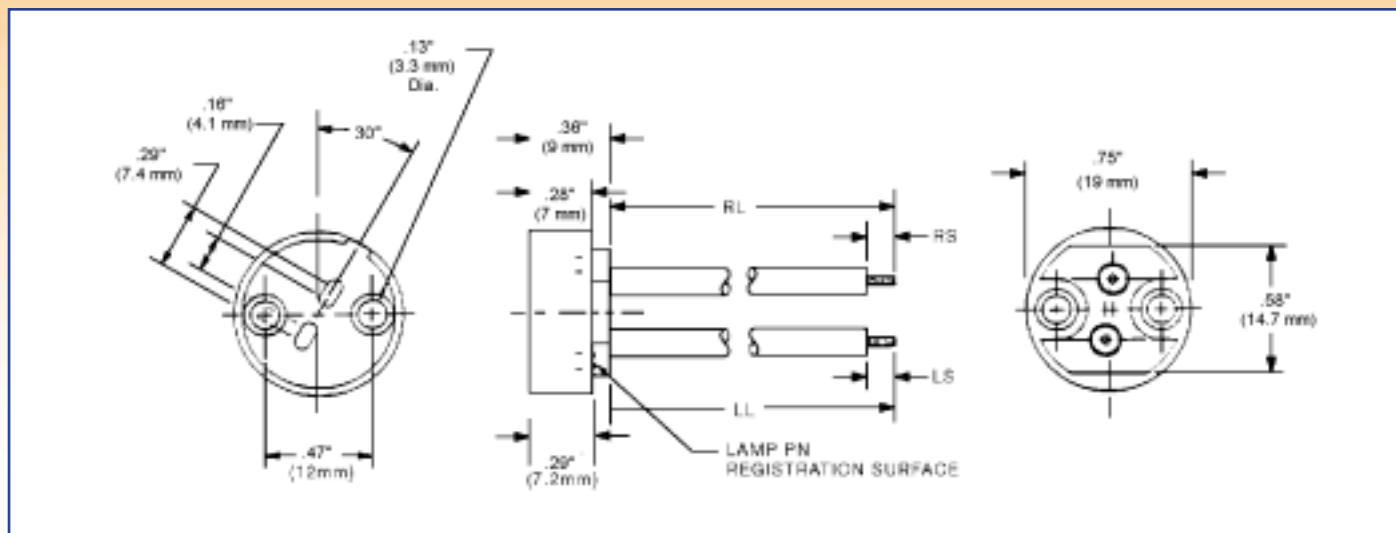 .13"
(3.3 mm)
Dia.
.16"
(4.1 mm)
.29"
(7.4 mm)
30°
.47"
(12mm)
.36"
(9 mm)
.28"
(7 mm)
RL
RS
LS
LL
.29"
(7.2mm)
LAMP PN
REGISTRATION SURFACE
.75"
(19 mm)
.58"
(14.7 mm)